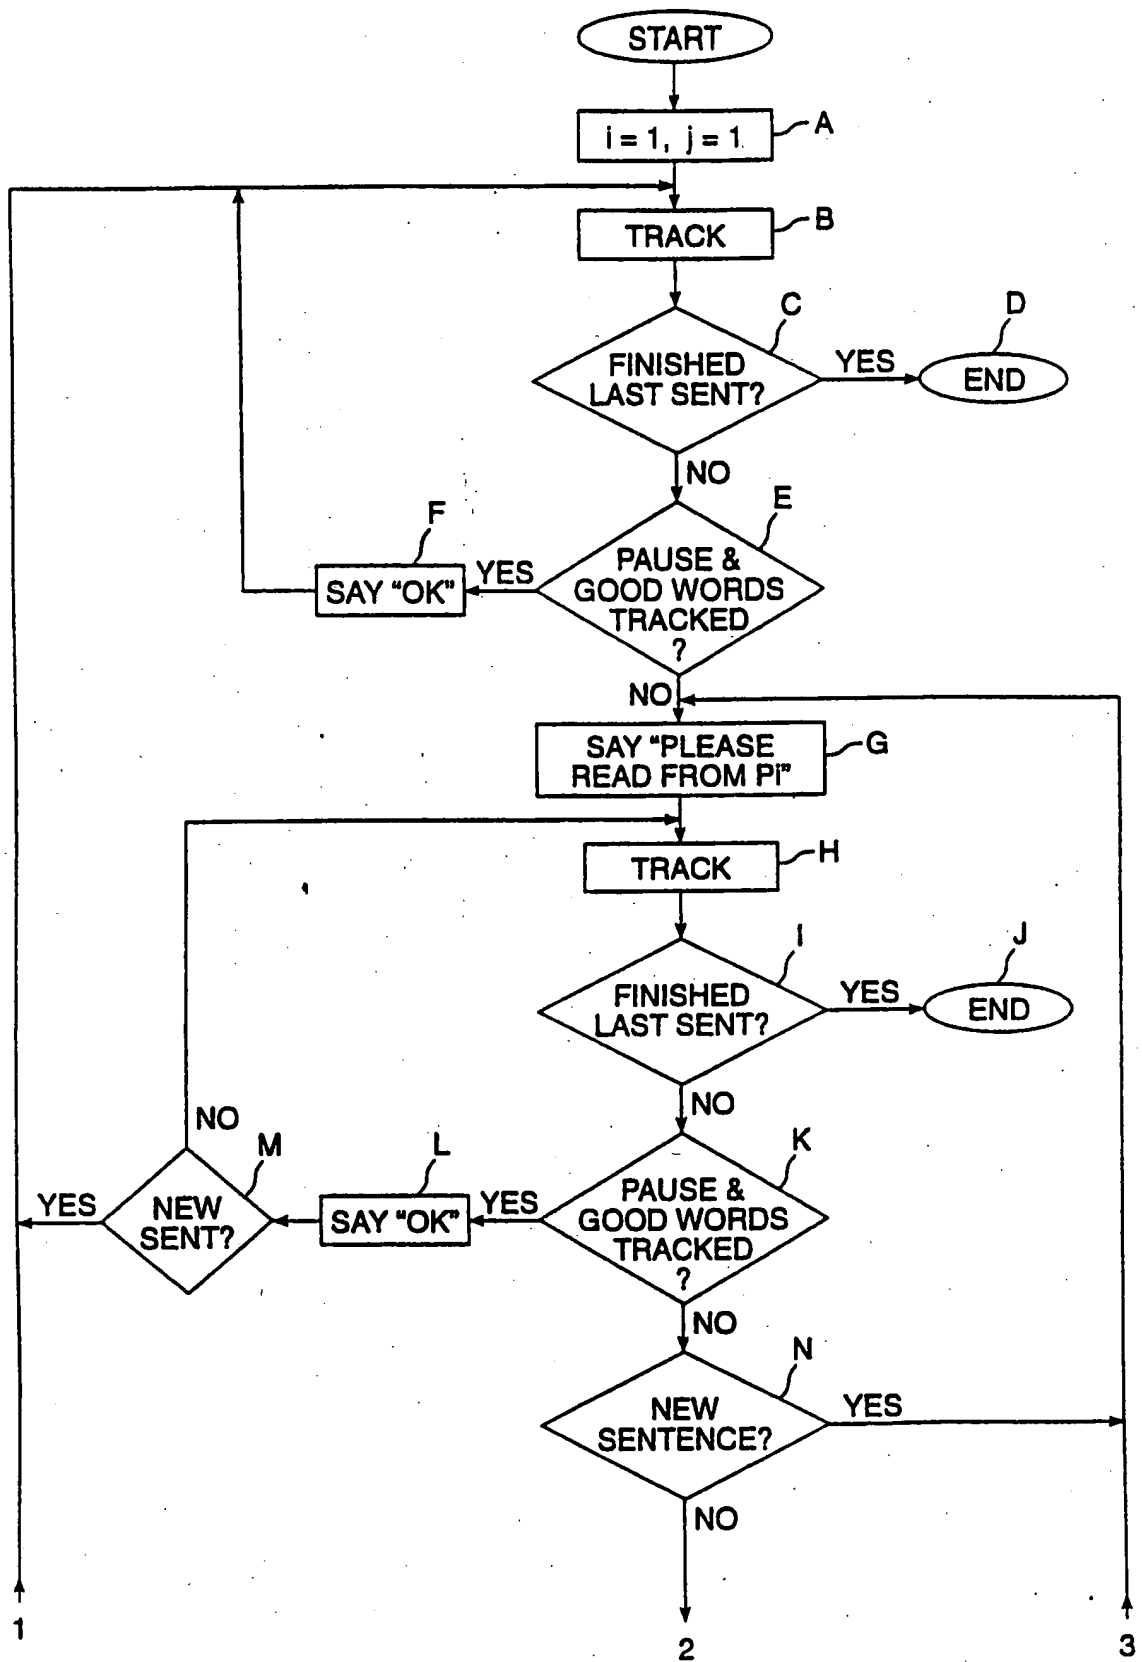 START
i = 1, j = 1
A
TRACK
B
C
FINISHED
LAST SENT?
YES
D
END
NO
E
PAUSE &
GOOD WORDS
TRACKED
?
YES
F
SAY "OK"
NO
SAY "PLEASE
READ FROM Pi"
G
TRACK
H
I
FINISHED
LAST SENT?
YES
J
END
NO
K
PAUSE &
GOOD WORDS
TRACKED
?
YES
L
SAY "OK"
M
NEW
SENT?
NO
YES
NO
N
NEW
SENTENCE?
YES
NO
1
2
3